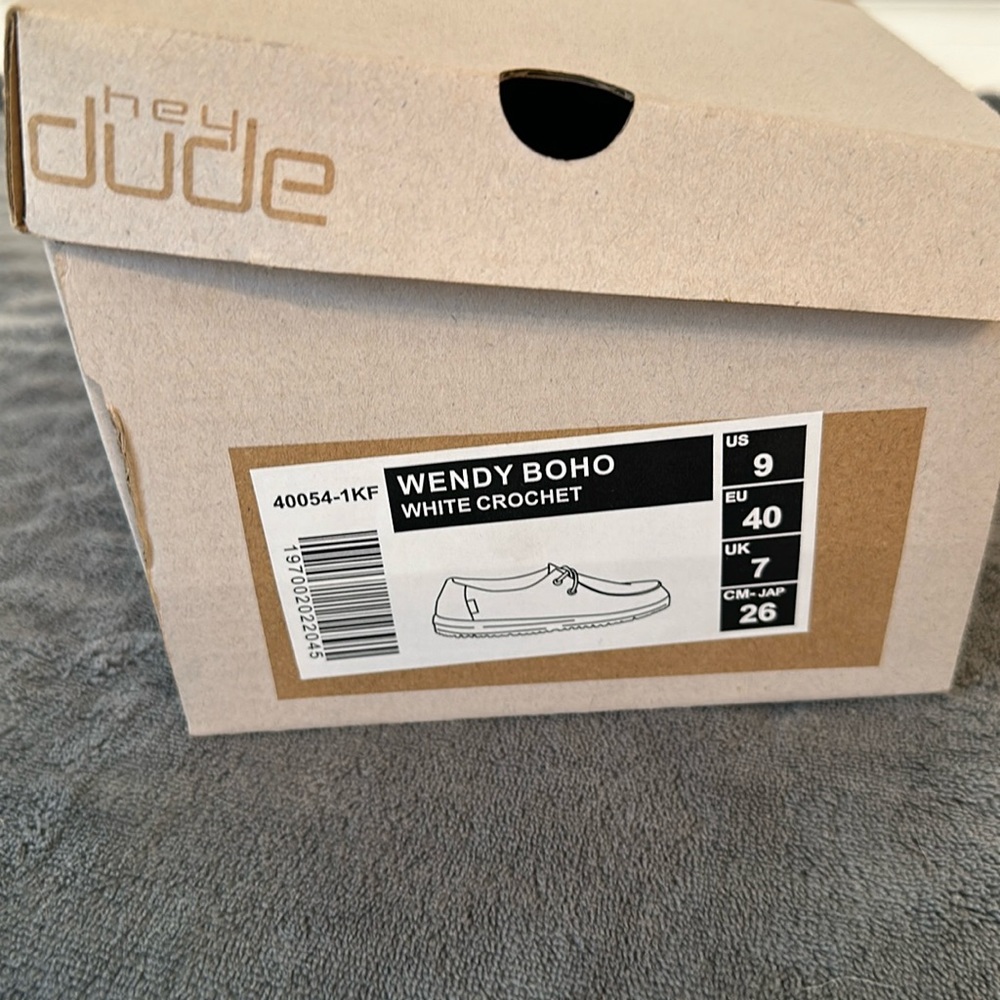 hey
dude
40054-1KF
WENDY BOHO
WHITE CROCHET
197002022045
US
9
EU
40
UK
7
CM-JAP
26